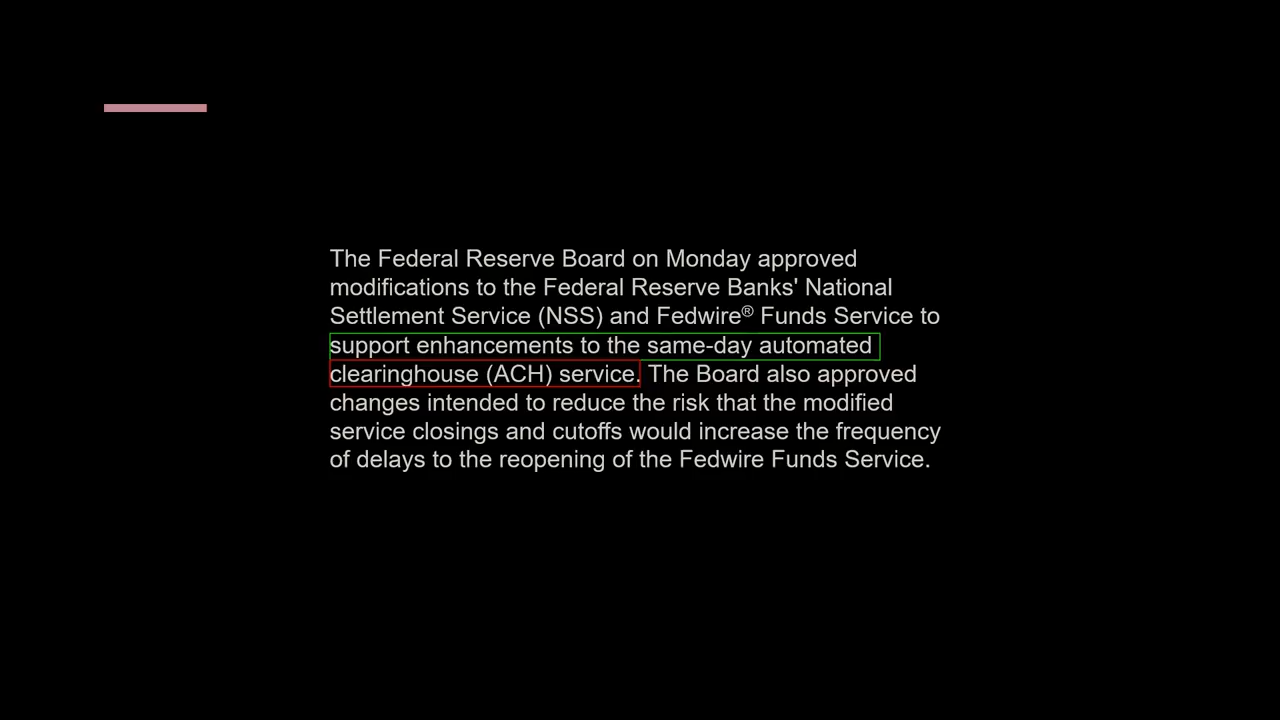 The Federal Reserve Board on Monday approved
modifications to the Federal Reserve Banks' National
Settlement Service (NSS) and Fedwire® Funds Service to
support enhancements to the same-day automated
clearinghouse (ACH) service. The Board also approved
changes intended to reduce the risk that the modified
service closings and cutoffs would increase the frequency
of delays to the reopening of the Fedwire Funds Service.